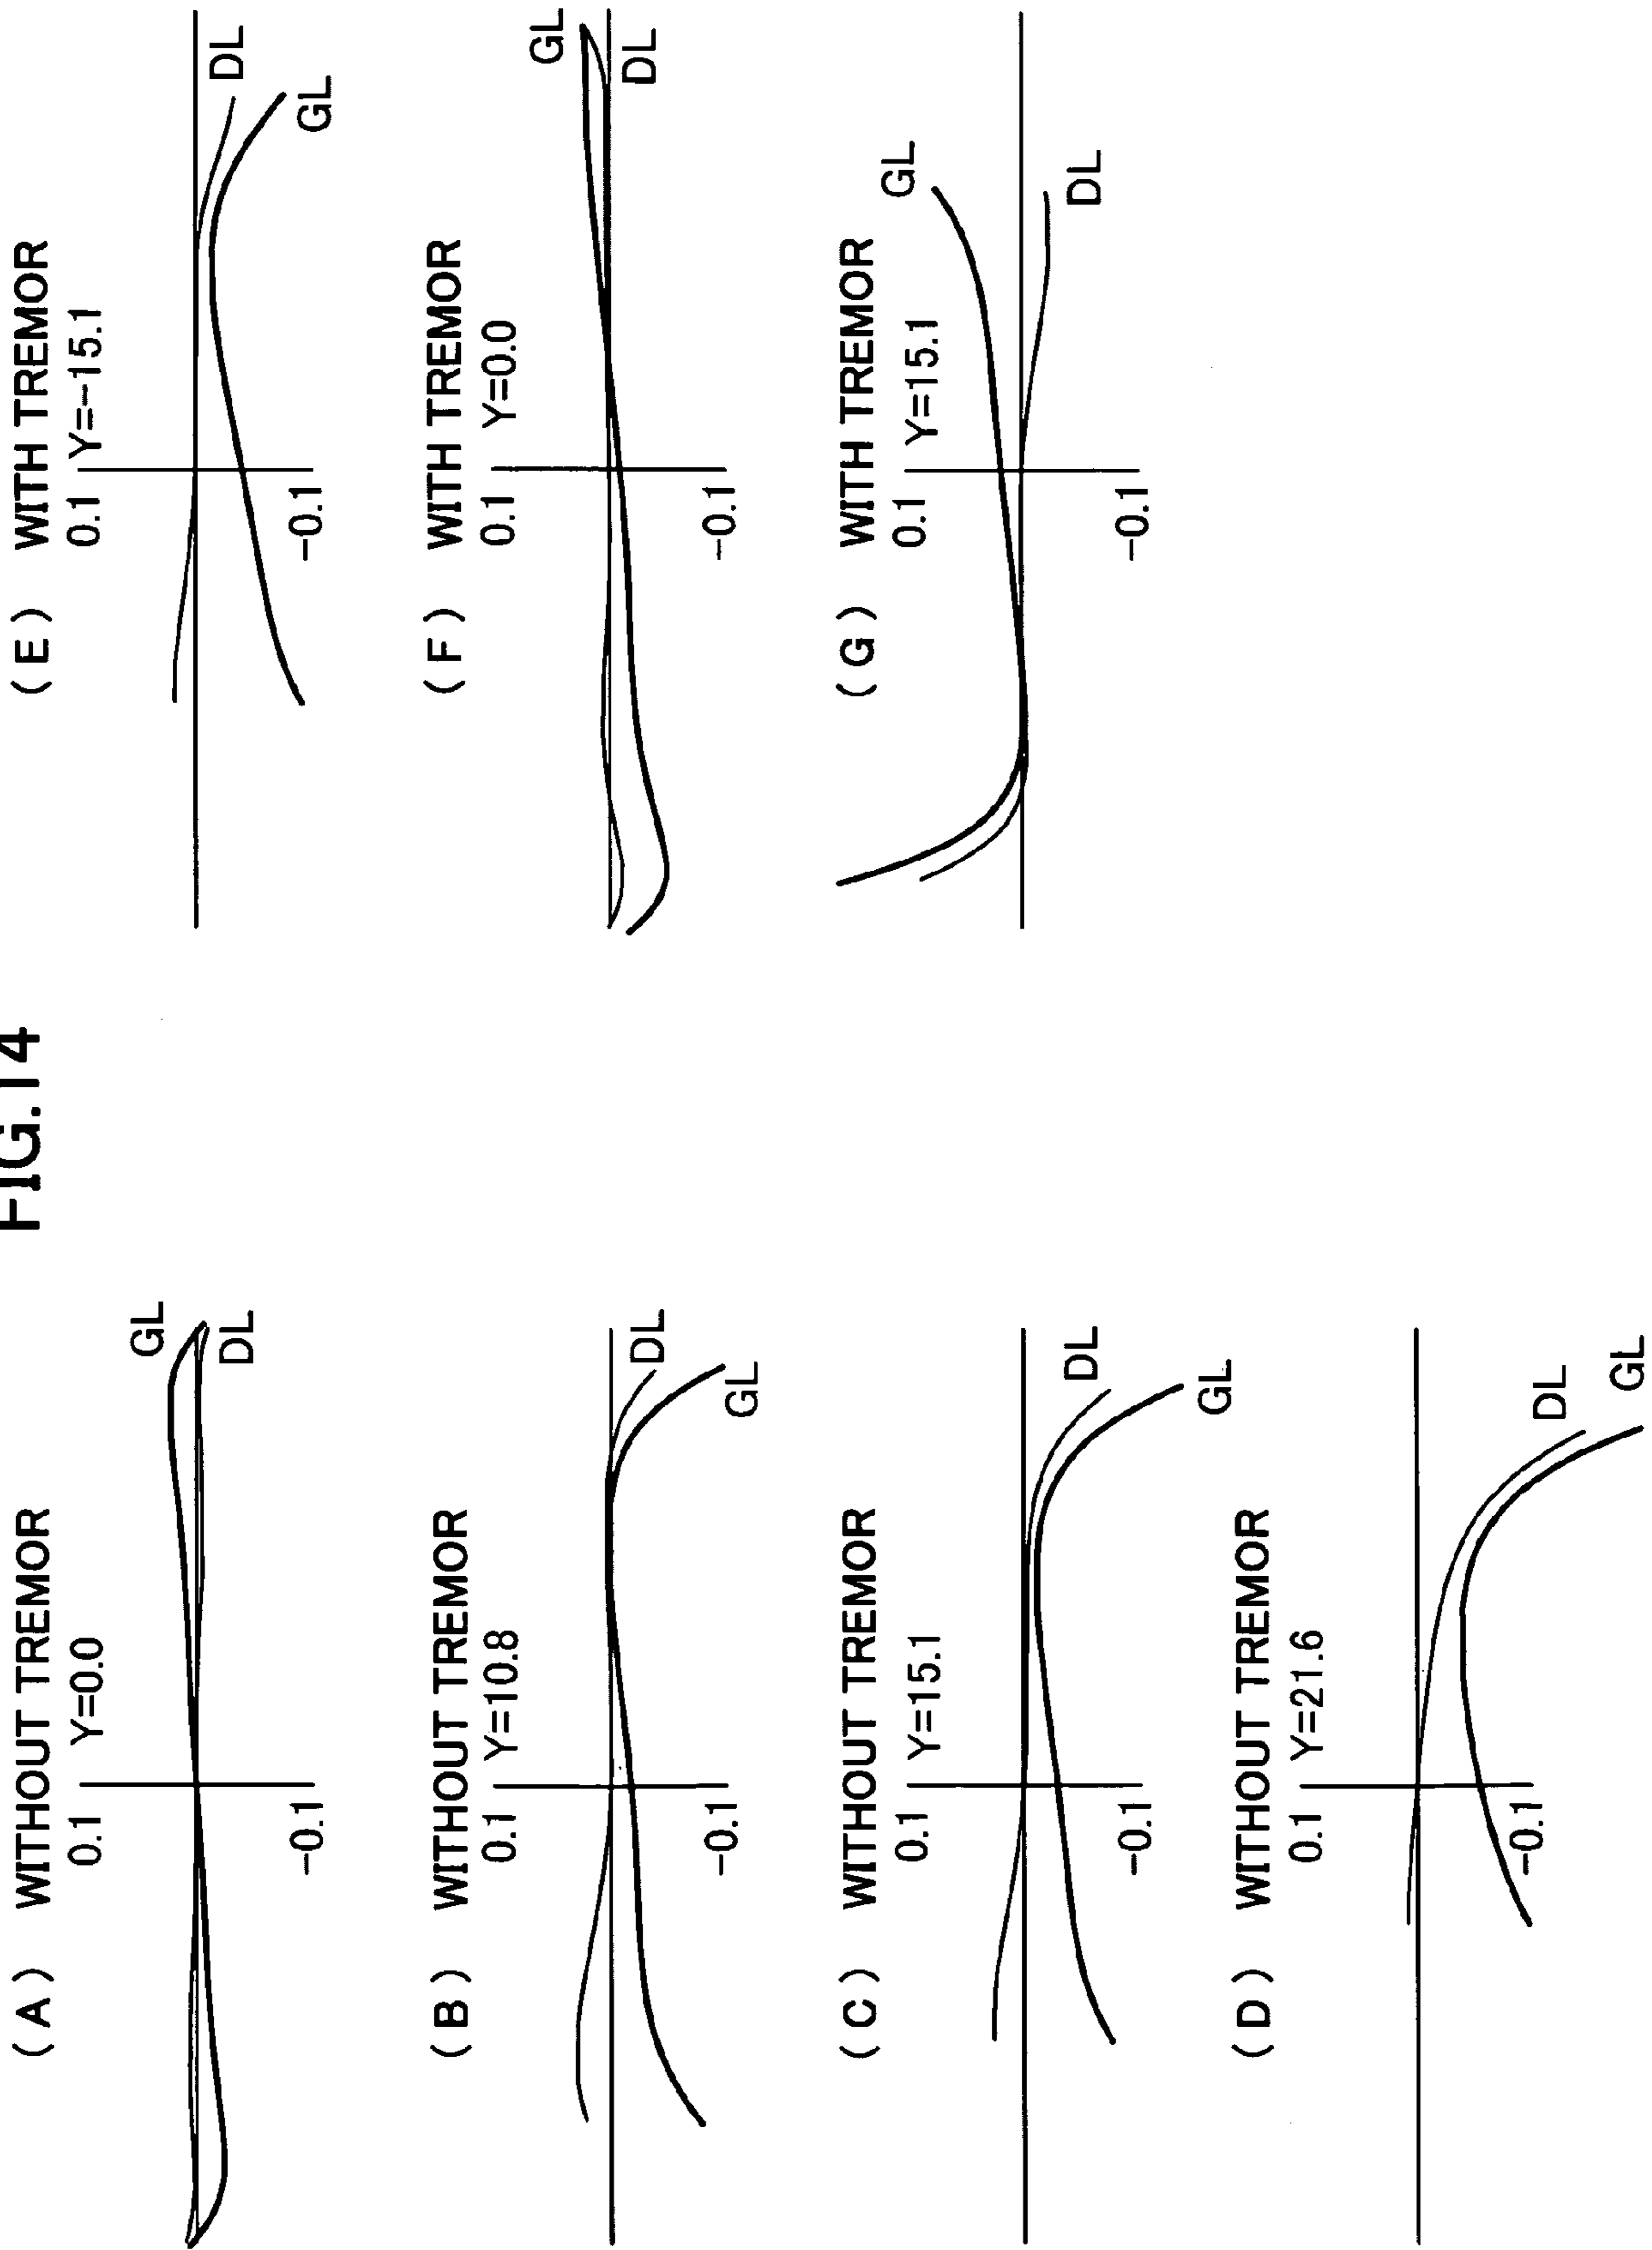 FIG.14
(A) WITHOUT TREMOR
0.1 Y=0.0
GL
DL
-0.1
(B) WITHOUT TREMOR
0.1 Y=10.8
DL
GL
-0.1
(C) WITHOUT TREMOR
0.1 Y=15.1
DL
GL
-0.1
(D) WITHOUT TREMOR
0.1 Y=21.6
DL
GL
-0.1
(E) WITH TREMOR
0.1 Y=-15.1
DL
GL
-0.1
(F) WITH TREMOR
0.1 Y=0.0
GL
DL
-0.1
(G) WITH TREMOR
0.1 Y=15.1
GL
DL
-0.1